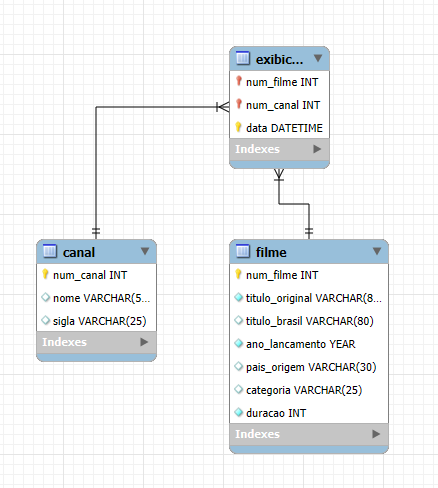 exibic...
num_filme INT
num_canal INT
data DATETIME
Indexes
canal
num_canal INT
nome VARCHAR(5...
sigla VARCHAR(25)
Indexes
filme
num_filme INT
titulo_original VARCHAR(8...
titulo_brasil VARCHAR(80)
ano_lancamento YEAR
pais_origem VARCHAR(30)
categoria VARCHAR(25)
duracao INT
Indexes